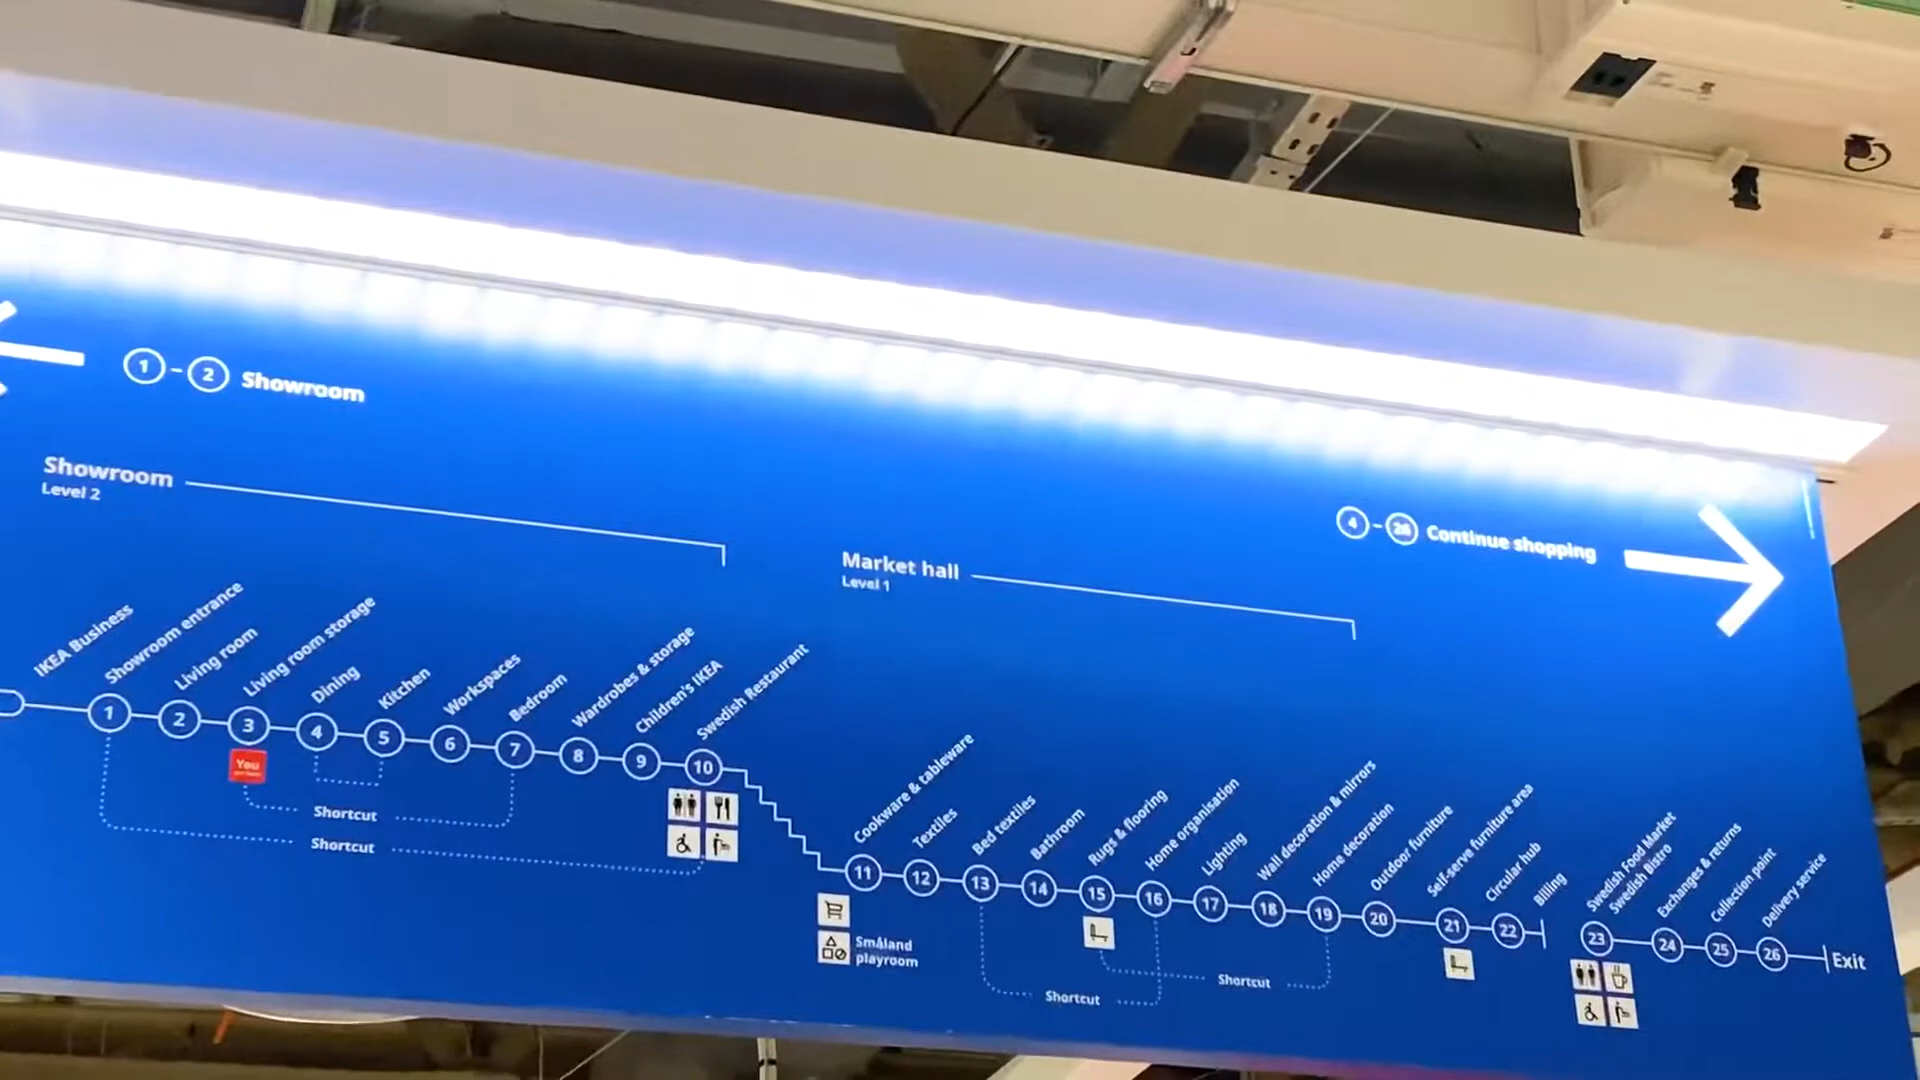 1 - 2 Showroom
Showroom
Level 2
4 - 26 Continue shopping
Market hall
Level 1
IKEA Business
Showroom entrance
Living room
Living room storage
Dining
Kitchen
Workspaces
Bedroom
Wardrobes & storage
Children's IKEA
Swedish Restaurant
1 2 3 4 5 6 7 8 9 10
You
Shortcut
Shortcut
Cookware & tableware
Textiles
Bed textiles
Bathroom
Rugs & flooring
Home organisation
Lighting
Wall decoration & mirrors
Home decoration
Outdoor furniture
Self-serve furniture area
Circular hub
Billing
11 12 13 14 15 16 17 18 19 20 21 22
Småland
playroom
Shortcut
Shortcut
Swedish Food Market
Swedish Bistro
Exchanges & returns
Collection point
Delivery service
23 24 25 26 Exit